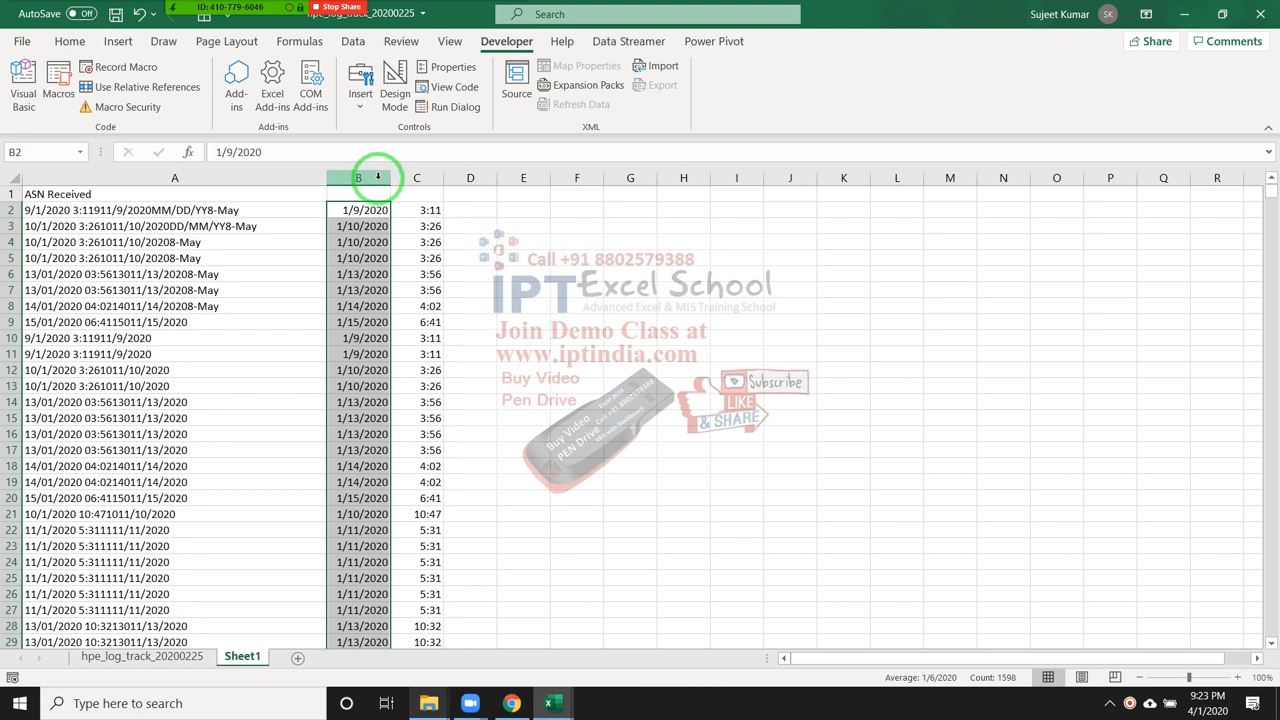 AutoSave Off
ID: 410-779-6046
Stop Share
hpe_log_track_20200225
Search
Sujeet Kumar
SK
File Home Insert Draw Page Layout Formulas Data Review View Developer Help Data Streamer Power Pivot
Share
Comments
Visual Basic
Macros
Record Macro
Use Relative References
Macro Security
Code
Add-ins
Excel Add-ins
COM Add-ins
Add-ins
Insert
Design Mode
Properties
View Code
Run Dialog
Controls
Source
Map Properties
Expansion Packs
Refresh Data
Import
Export
XML
B2
fx
1/9/2020
A B C D E F G H I J K L M N O P Q R
1 ASN Received
2 9/1/2020 3:11911/9/2020MM/DD/YY8-May 1/9/2020 3:11
3 10/1/2020 3:261011/10/2020DD/MM/YY8-May 1/10/2020 3:26
4 10/1/2020 3:261011/10/20208-May 1/10/2020 3:26
5 10/1/2020 3:261011/10/20208-May 1/10/2020 3:26
6 13/01/2020 03:5613011/13/20208-May 1/13/2020 3:56
7 13/01/2020 03:5613011/13/20208-May 1/13/2020 3:56
8 14/01/2020 04:0214011/14/20208-May 1/14/2020 4:02
9 15/01/2020 06:4115011/15/2020 1/15/2020 6:41
10 9/1/2020 3:11911/9/2020 1/9/2020 3:11
11 9/1/2020 3:11911/9/2020 1/9/2020 3:11
12 10/1/2020 3:261011/10/2020 1/10/2020 3:26
13 10/1/2020 3:261011/10/2020 1/10/2020 3:26
14 13/01/2020 03:5613011/13/2020 1/13/2020 3:56
15 13/01/2020 03:5613011/13/2020 1/13/2020 3:56
16 13/01/2020 03:5613011/13/2020 1/13/2020 3:56
17 13/01/2020 03:5613011/13/2020 1/13/2020 3:56
18 14/01/2020 04:0214011/14/2020 1/14/2020 4:02
19 14/01/2020 04:0214011/14/2020 1/14/2020 4:02
20 15/01/2020 06:4115011/15/2020 1/15/2020 6:41
21 10/1/2020 10:471011/10/2020 1/10/2020 10:47
22 11/1/2020 5:311111/11/2020 1/11/2020 5:31
23 11/1/2020 5:311111/11/2020 1/11/2020 5:31
24 11/1/2020 5:311111/11/2020 1/11/2020 5:31
25 11/1/2020 5:311111/11/2020 1/11/2020 5:31
26 11/1/2020 5:311111/11/2020 1/11/2020 5:31
27 11/1/2020 5:311111/11/2020 1/11/2020 5:31
28 13/01/2020 10:3213011/13/2020 1/13/2020 10:32
29 13/01/2020 10:3213011/13/2020 1/13/2020 10:32
Call +91 8802579388
IPT Excel School
Advanced Excel & MIS Training School
Join Demo Class at
www.iptindia.com
Buy Video
Pen Drive
Buy Video
PEN Drive
Subscribe
LIKE
& SHARE
hpe_log_track_20200225 Sheet1
Average: 1/6/2020 Count: 1598
100%
Type here to search
9:23 PM
4/1/2020